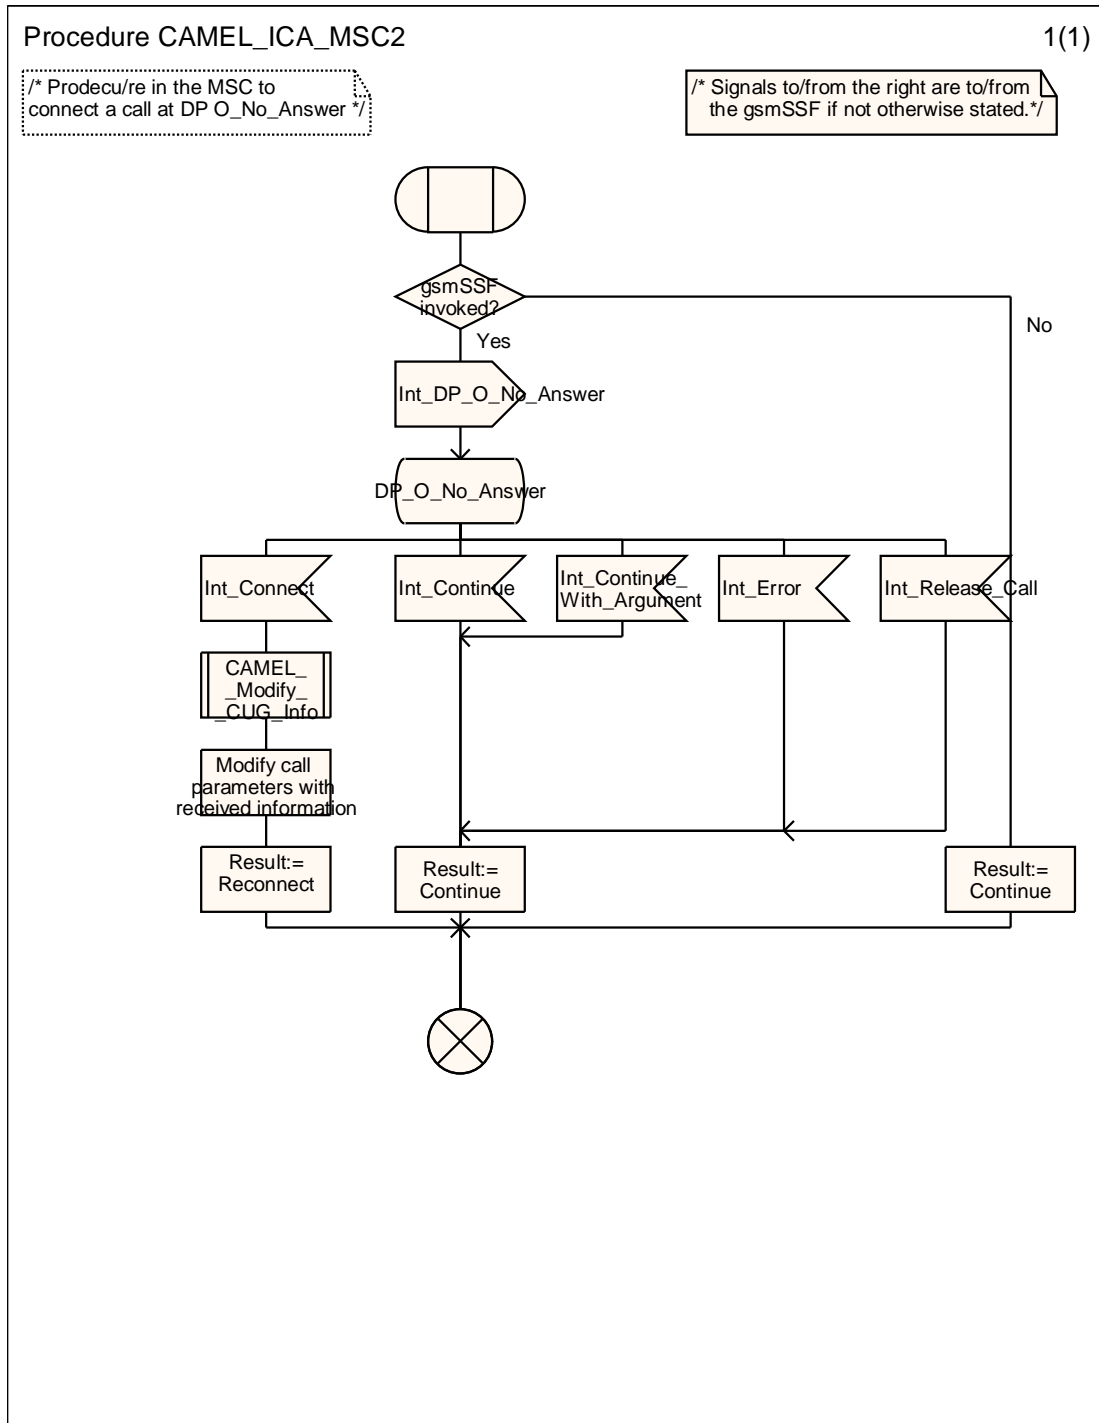 Procedure CAMEL_ICA_MSC2
1(1)
/* Prodecu/re in the MSC to
connect a call at DP O_No_Answer */
/* Signals to/from the right are to/from
the gsmSSF if not otherwise stated.*/
gsmSSF
invoked?
No
Yes
Int_DP_O_No_Answer
DP_O_No_Answer
Int_Connect
Int_Continue
Int_Continue_
With_Argument
Int_Error
Int_Release_Call
CAMEL_
_Modify_
_CUG_Info
Modify call
parameters with
received information
Result:=
Reconnect
Result:=
Continue
Result:=
Continue